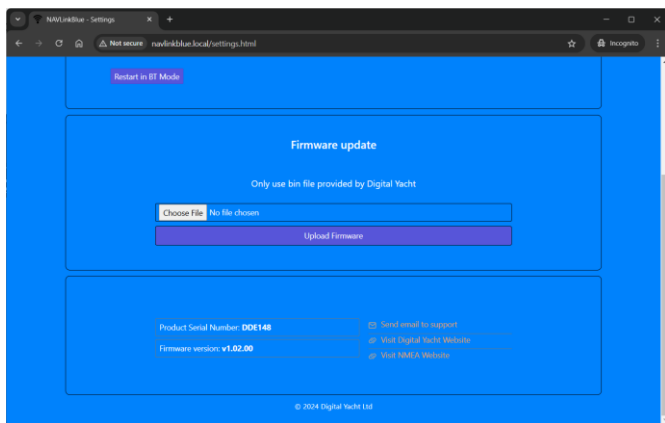 NAVLinkBlue - Settings
Not secure navlinkblue.local/settings.html Incognito
Restart in BT Mode
Firmware update
Only use bin file provided by Digital Yacht
Choose File No file chosen
Upload Firmware
Product Serial Number: DDE148
Send email to support
Visit Digital Yacht Website
Firmware version: v1.02.00
Visit NMEA Website
© 2024 Digital Yacht Ltd